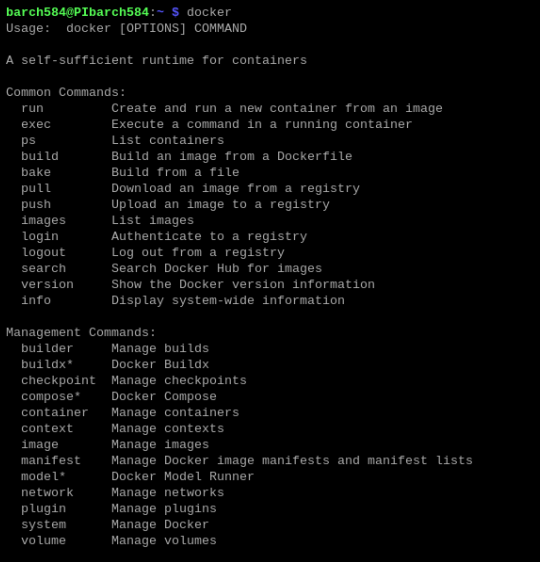 barch584@PIbarch584:~ $ docker
Usage:  docker [OPTIONS] COMMAND

A self-sufficient runtime for containers

Common Commands:
  run         Create and run a new container from an image
  exec        Execute a command in a running container
  ps          List containers
  build       Build an image from a Dockerfile
  bake        Build from a file
  pull        Download an image from a registry
  push        Upload an image to a registry
  images      List images
  login       Authenticate to a registry
  logout      Log out from a registry
  search      Search Docker Hub for images
  version     Show the Docker version information
  info        Display system-wide information

Management Commands:
  builder     Manage builds
  buildx*     Docker Buildx
  checkpoint  Manage checkpoints
  compose*    Docker Compose
  container   Manage containers
  context     Manage contexts
  image       Manage images
  manifest    Manage Docker image manifests and manifest lists
  model*      Docker Model Runner
  network     Manage networks
  plugin      Manage plugins
  system      Manage Docker
  volume      Manage volumes